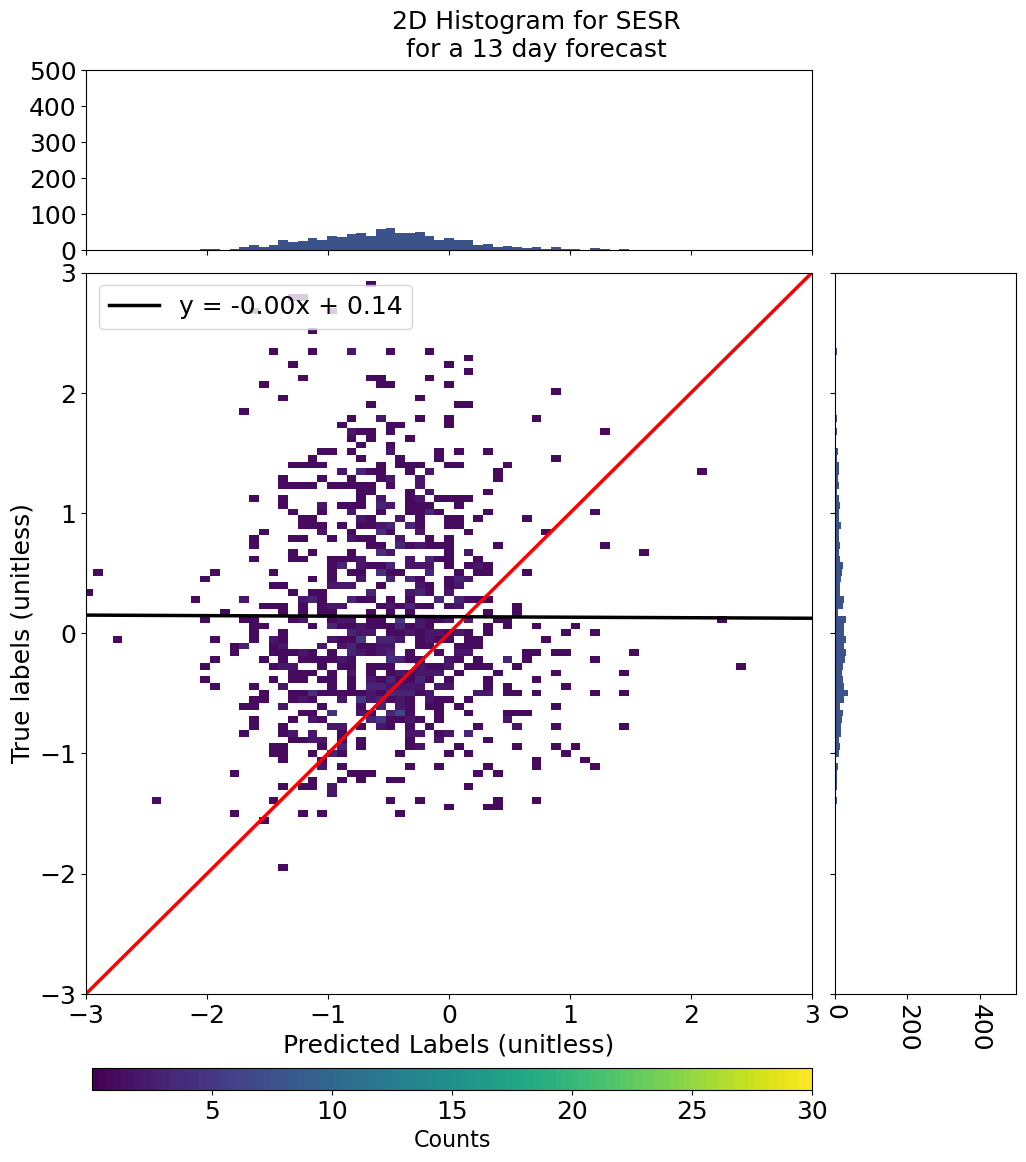 2D Histogram for SESR
for a 13 day forecast
500
400
300
200
100
0
3
2
1
0
−1
−2
−3
True labels (unitless)
y = -0.00x + 0.14
−3 −2 −1 0 1 2 3
Predicted Labels (unitless)
0 200 400
5 10 15 20 25 30
Counts